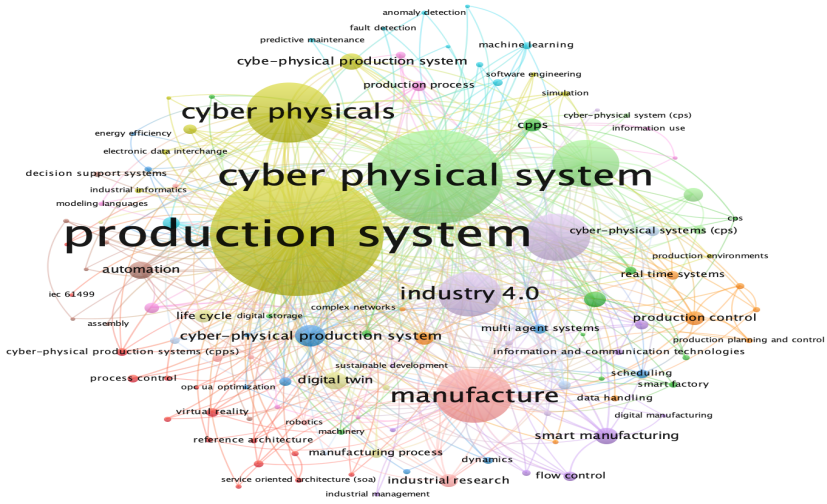 anomaly detection
fault detection
predictive maintenance
machine learning
cybe-physical production system
software engineering
production process
simulation
cyber physicals
cyber-physical system (cps)
cpps
information use
energy efficiency
electronic data interchange
decision support systems
cyber physical system
industrial informatics
modeling languages
cps
production system
cyber-physical systems (cps)
production environments
automation
real time systems
iec 61499
industry 4.0
complex networks
life cycle
digital storage
production control
assembly
multi agent systems
cyber-physical production system
production planning and control
cyber-physical production systems (cpps)
information and communication technologies
sustainable development
scheduling
process control
digital twin
smart factory
opc ua
optimization
manufacture
data handling
virtual reality
digital manufacturing
robotics
machinery
smart manufacturing
reference architecture
manufacturing process
dynamics
flow control
service oriented architecture (soa)
industrial research
industrial management